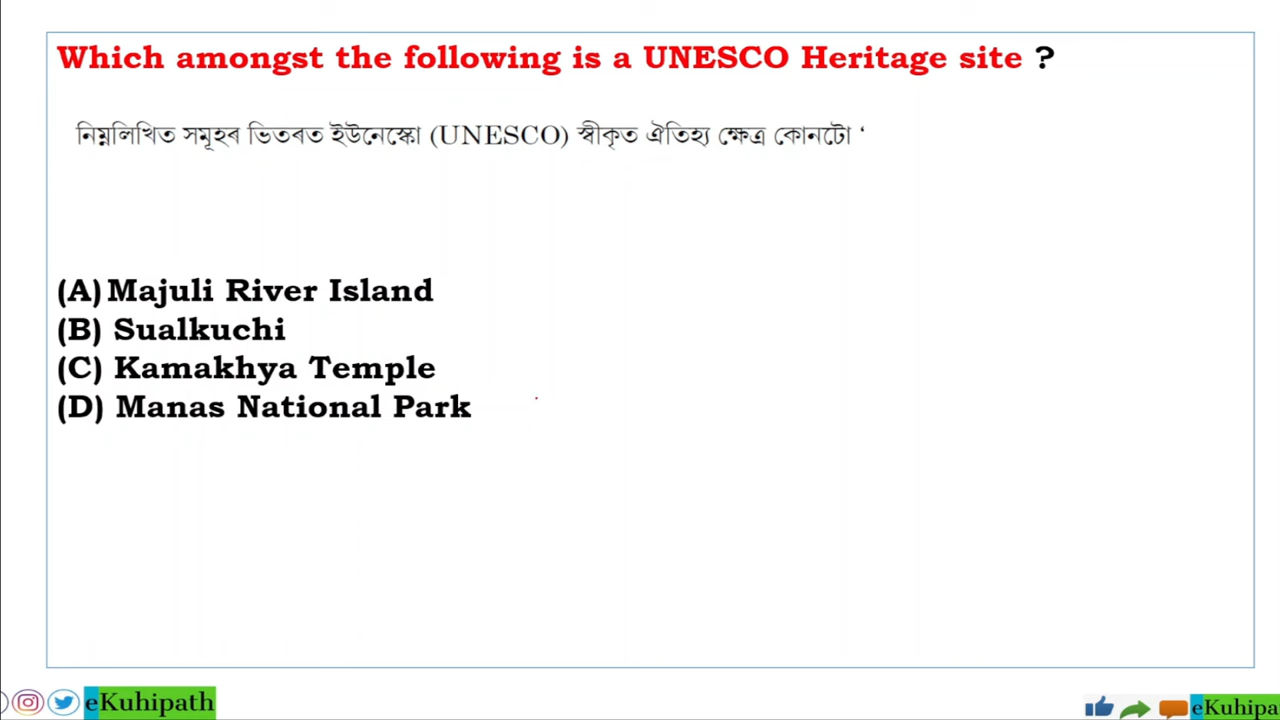 Which amongst the following is a UNESCO Heritage site ?
নিম্নলিখিত সমূহৰ ভিতৰত ইউনেস্কো (UNESCO) স্বীকৃত ঐতিহ্য ক্ষেত্ৰ কোনটো ‘
(A) Majuli River Island
(B) Sualkuchi
(C) Kamakhya Temple
(D) Manas National Park
eKuhipath
eKuhipa